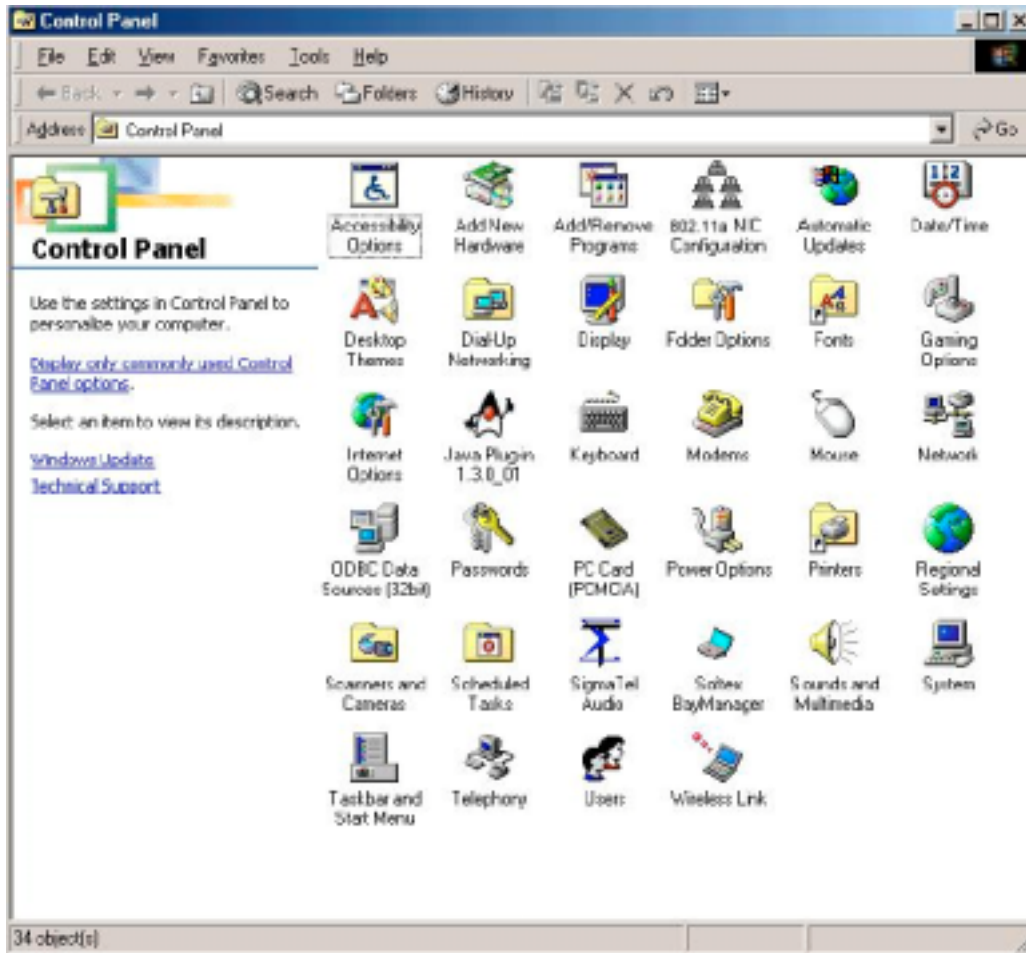 Control Panel
File Edit View Favorites Tools Help
Back Search Folders History
Address Control Panel Go
Control Panel
Use the settings in Control Panel to
personalize your computer.
Display only commonly used Control
Panel options.
Select an item to view its description.
Windows Update
Technical Support
Accessibility
Options
Add New
Hardware
Add/Remove
Programs
802.11a NIC
Configuration
Automatic
Updates
Date/Time
Desktop
Themes
Dial-Up
Networking
Display
Folder Options
Fonts
Gaming
Options
Internet
Options
Java Plug-in
1.3.0_01
Keyboard
Modems
Mouse
Network
ODBC Data
Sources (32bit)
Passwords
PC Card
(PCMCIA)
Power Options
Printers
Regional
Settings
Scanners and
Cameras
Scheduled
Tasks
SigmaTel
Audio
Softex
BayManager
Sounds and
Multimedia
System
Taskbar and
Start Menu
Telephony
Users
Wireless Link
34 object(s)